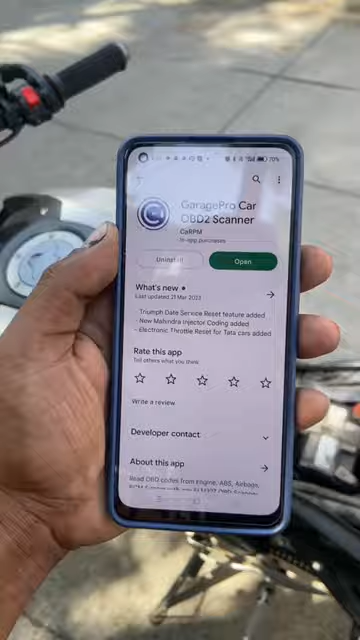 70%
GaragePro Car
OBD2 Scanner
CaRPM
In-app purchases
Uninstall
Open
What's new
Last updated 21 Mar 2023
- Triumph Date Service Reset feature added
- New Mahindra Injector Coding added
- Electronic Throttle Reset for Tata cars added
Rate this app
Tell others what you think
Write a review
Developer contact
About this app
Read OBD codes from Engine, ABS, Airbags,